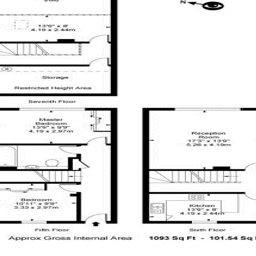 N
13'9" x 8'
4.19 x 2.44m
Storage
Restricted Height Area
Seventh Floor
Master
Bedroom
13'9" x 9'9"
4.19 x 2.97m
Reception
Room
17'3" x 13'9"
5.26 x 4.19m
Bedroom
10'11" x 9'9"
3.33 x 2.97m
Kitchen
13'9" x 8'
4.19 x 2.44m
Fifth Floor
Sixth Floor
Approx Gross Internal Area 1093 Sq Ft - 101.54 Sq